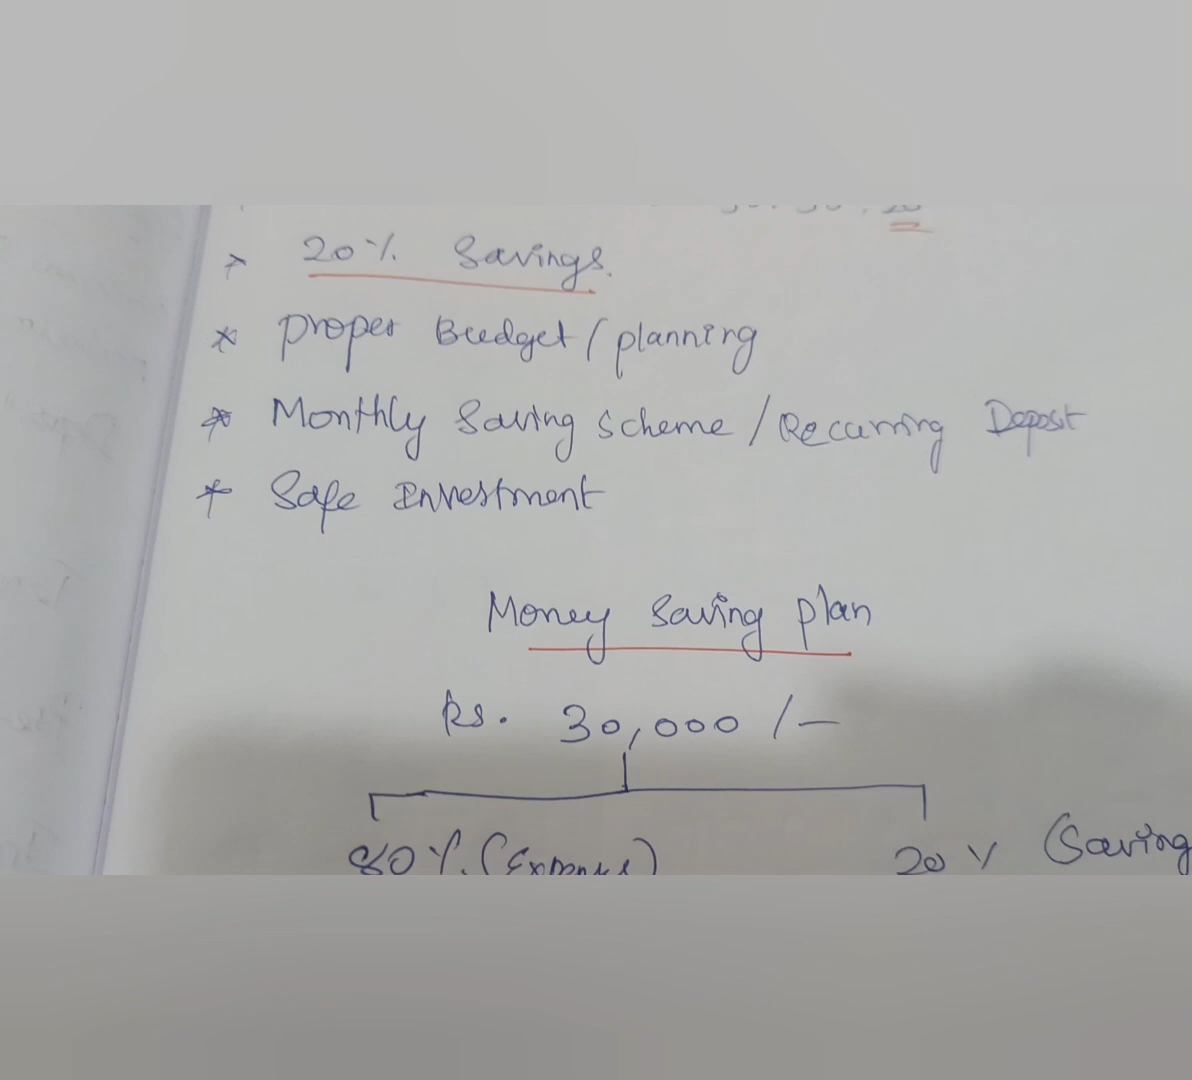 * 20% Savings.
* Proper Budget / planning
* Monthly Saving Scheme / Recurring Deposit
* Safe Investment
Money Saving Plan
Rs. 30,000 /-
80%. (Expenses) 20% (Saving